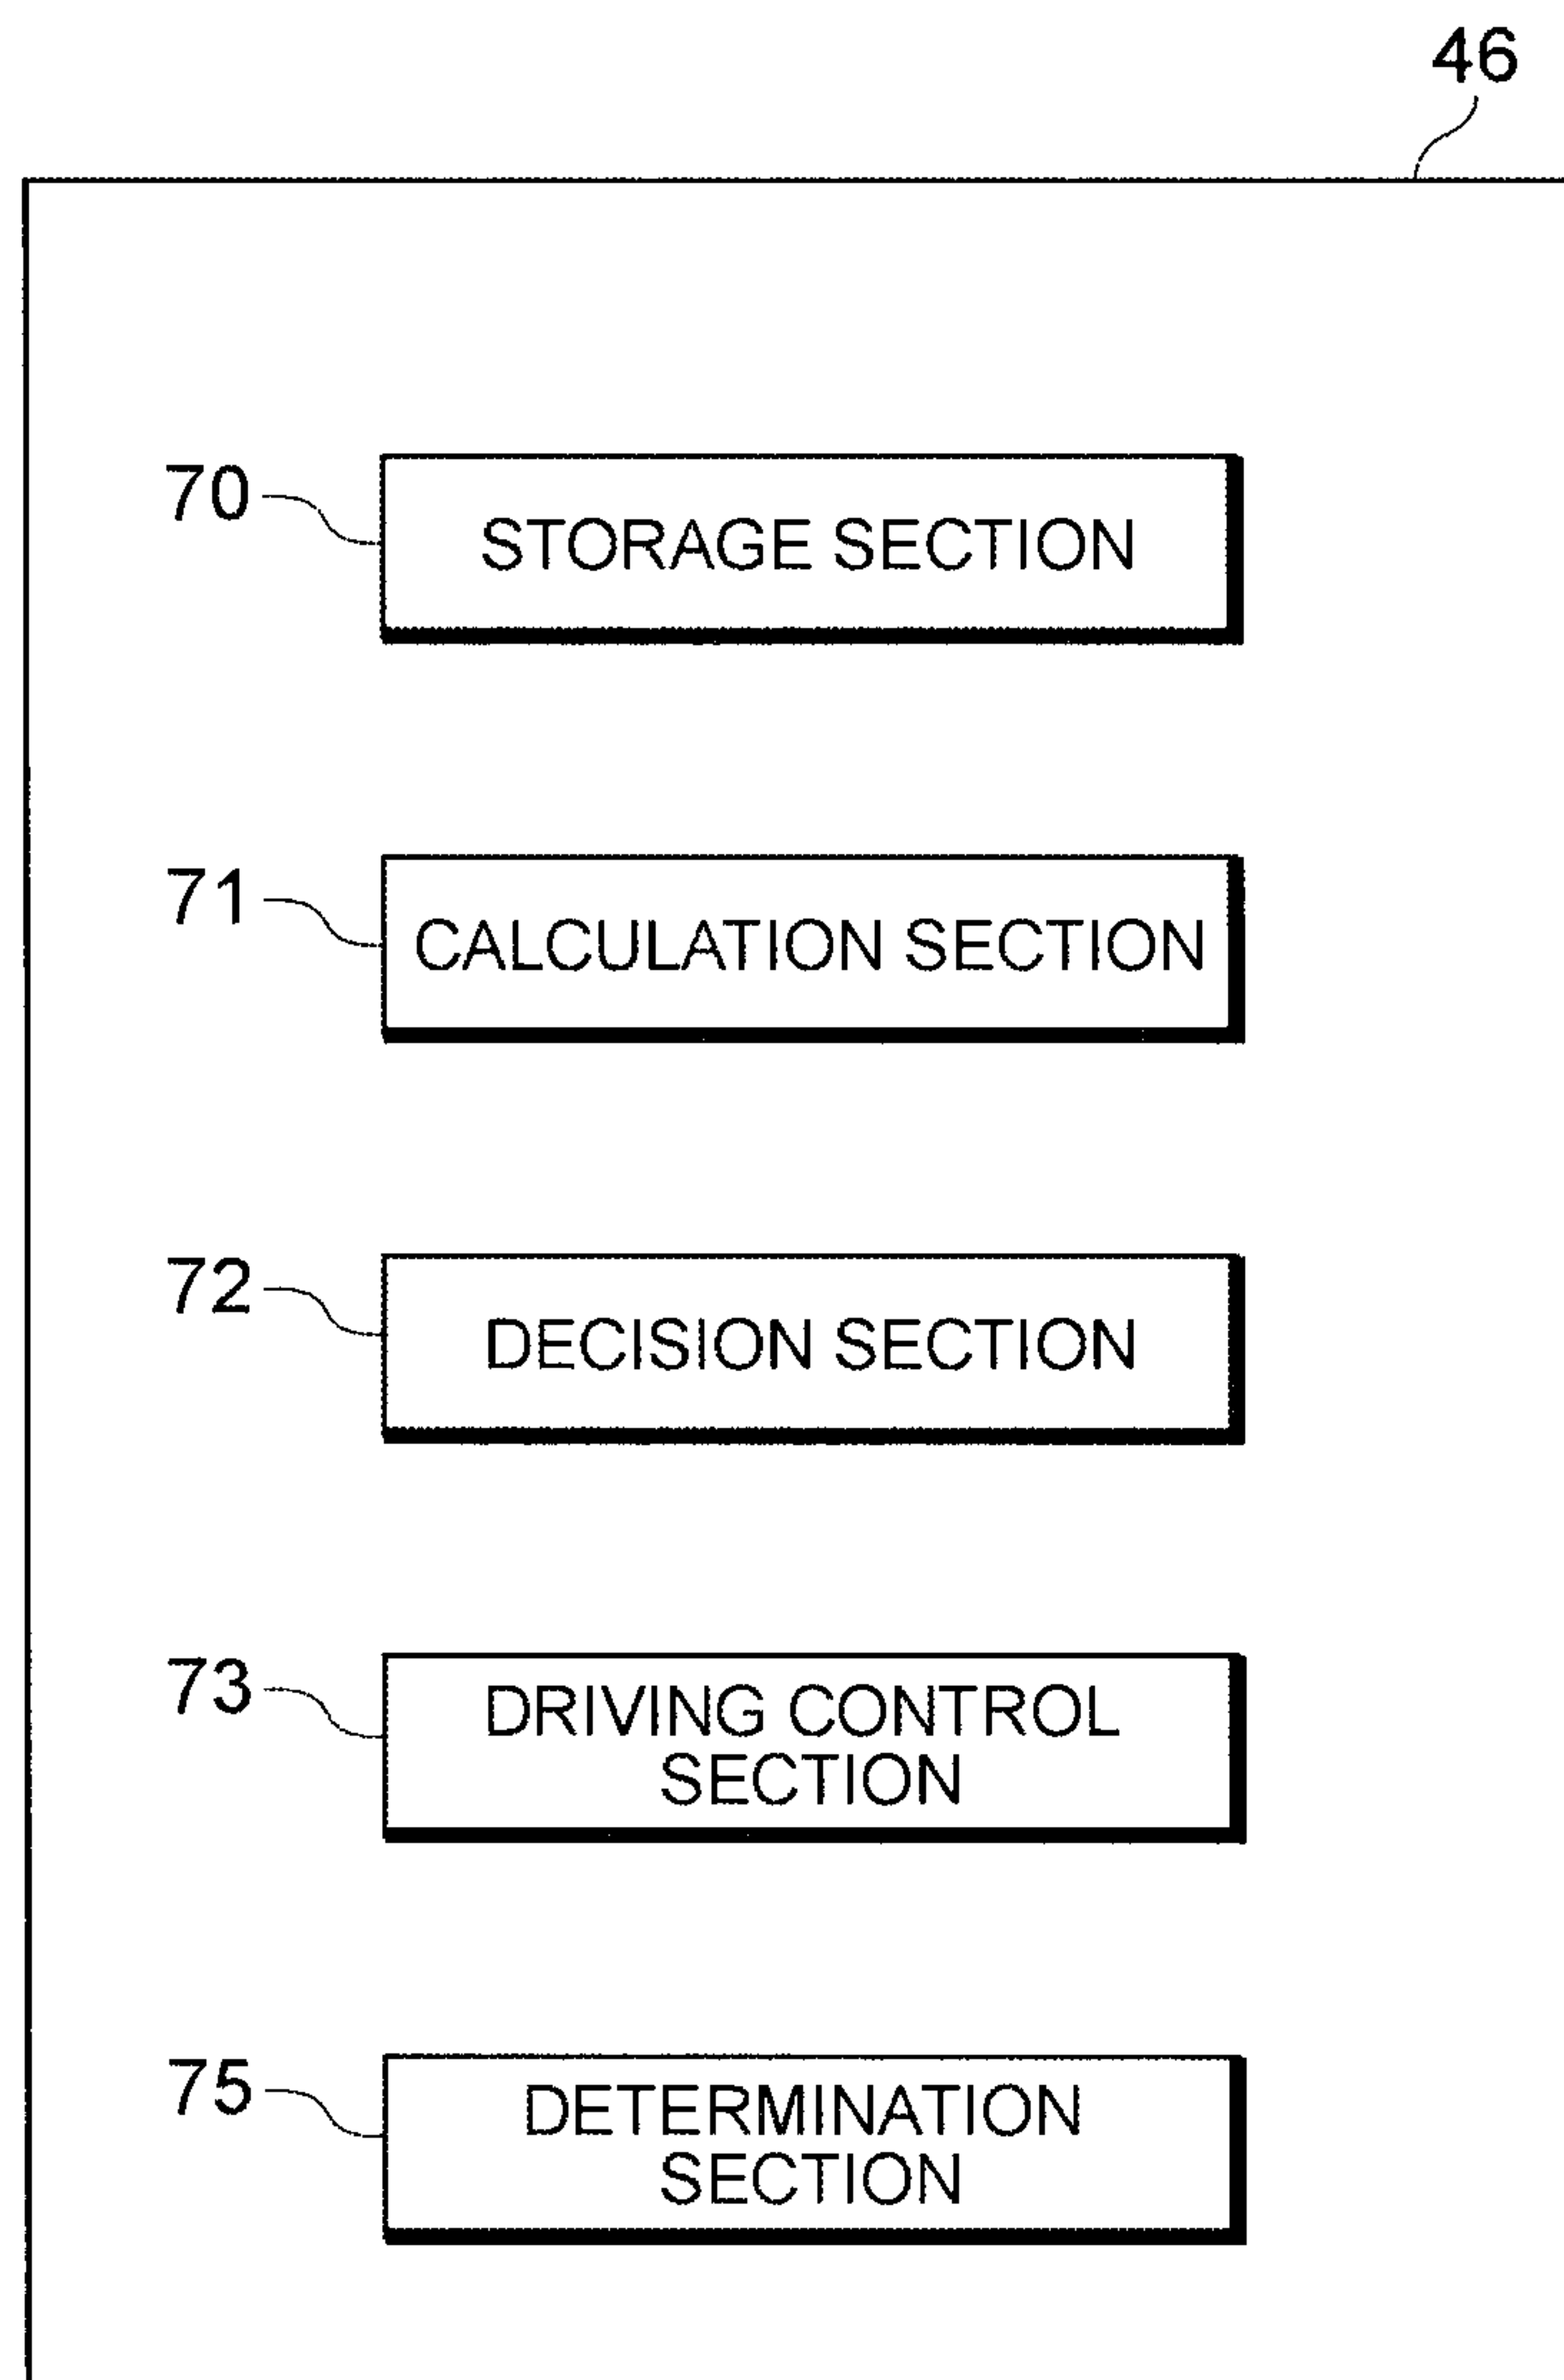 46
70
STORAGE SECTION
71
CALCULATION SECTION
72
DECISION SECTION
73
DRIVING CONTROL
SECTION
75
DETERMINATION
SECTION